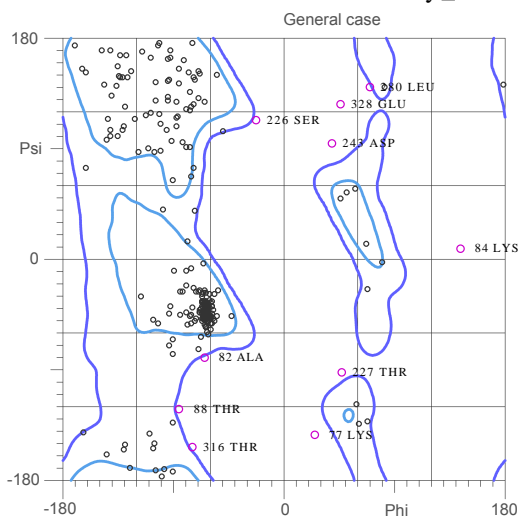 General case
180
280 LEU
328 GLU
226 SER
Psi
243 ASP
84 LYS
0
82 ALA
227 THR
88 THR
77 LYS
316 THR
-180
-180
0
Phi
180